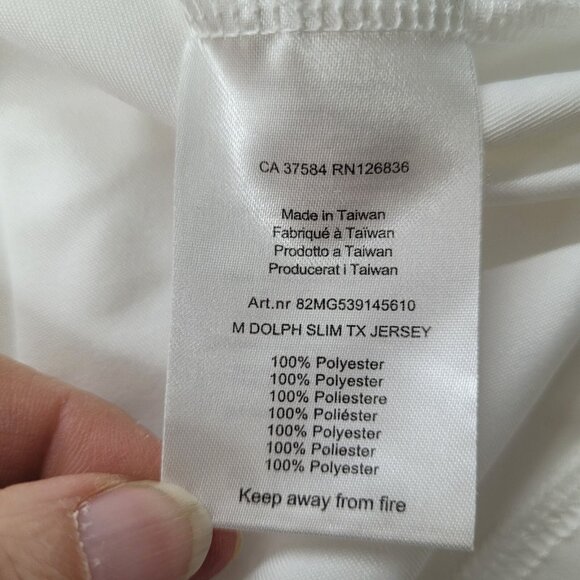 CA 37584 RN126836
Made in Taiwan
Fabriqué à Taïwan
Prodotto a Taiwan
Producerat i Taiwan
Art.nr 82MG539145610
M DOLPH SLIM TX JERSEY
100% Polyester
100% Polyester
100% Poliestere
100% Poliéster
100% Polyester
100% Poliester
100% Polyester
Keep away from fire